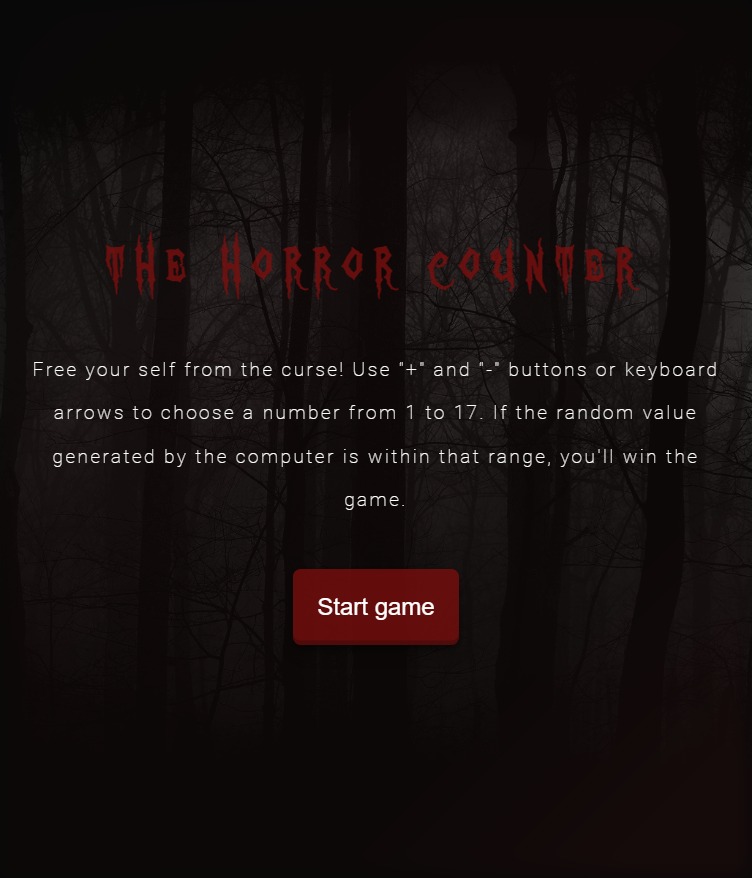 THE HORROR COUNTER
Free your self from the curse! Use "+" and "-" buttons or keyboard
arrows to choose a number from 1 to 17. If the random value
generated by the computer is within that range, you'll win the
game.
Start game